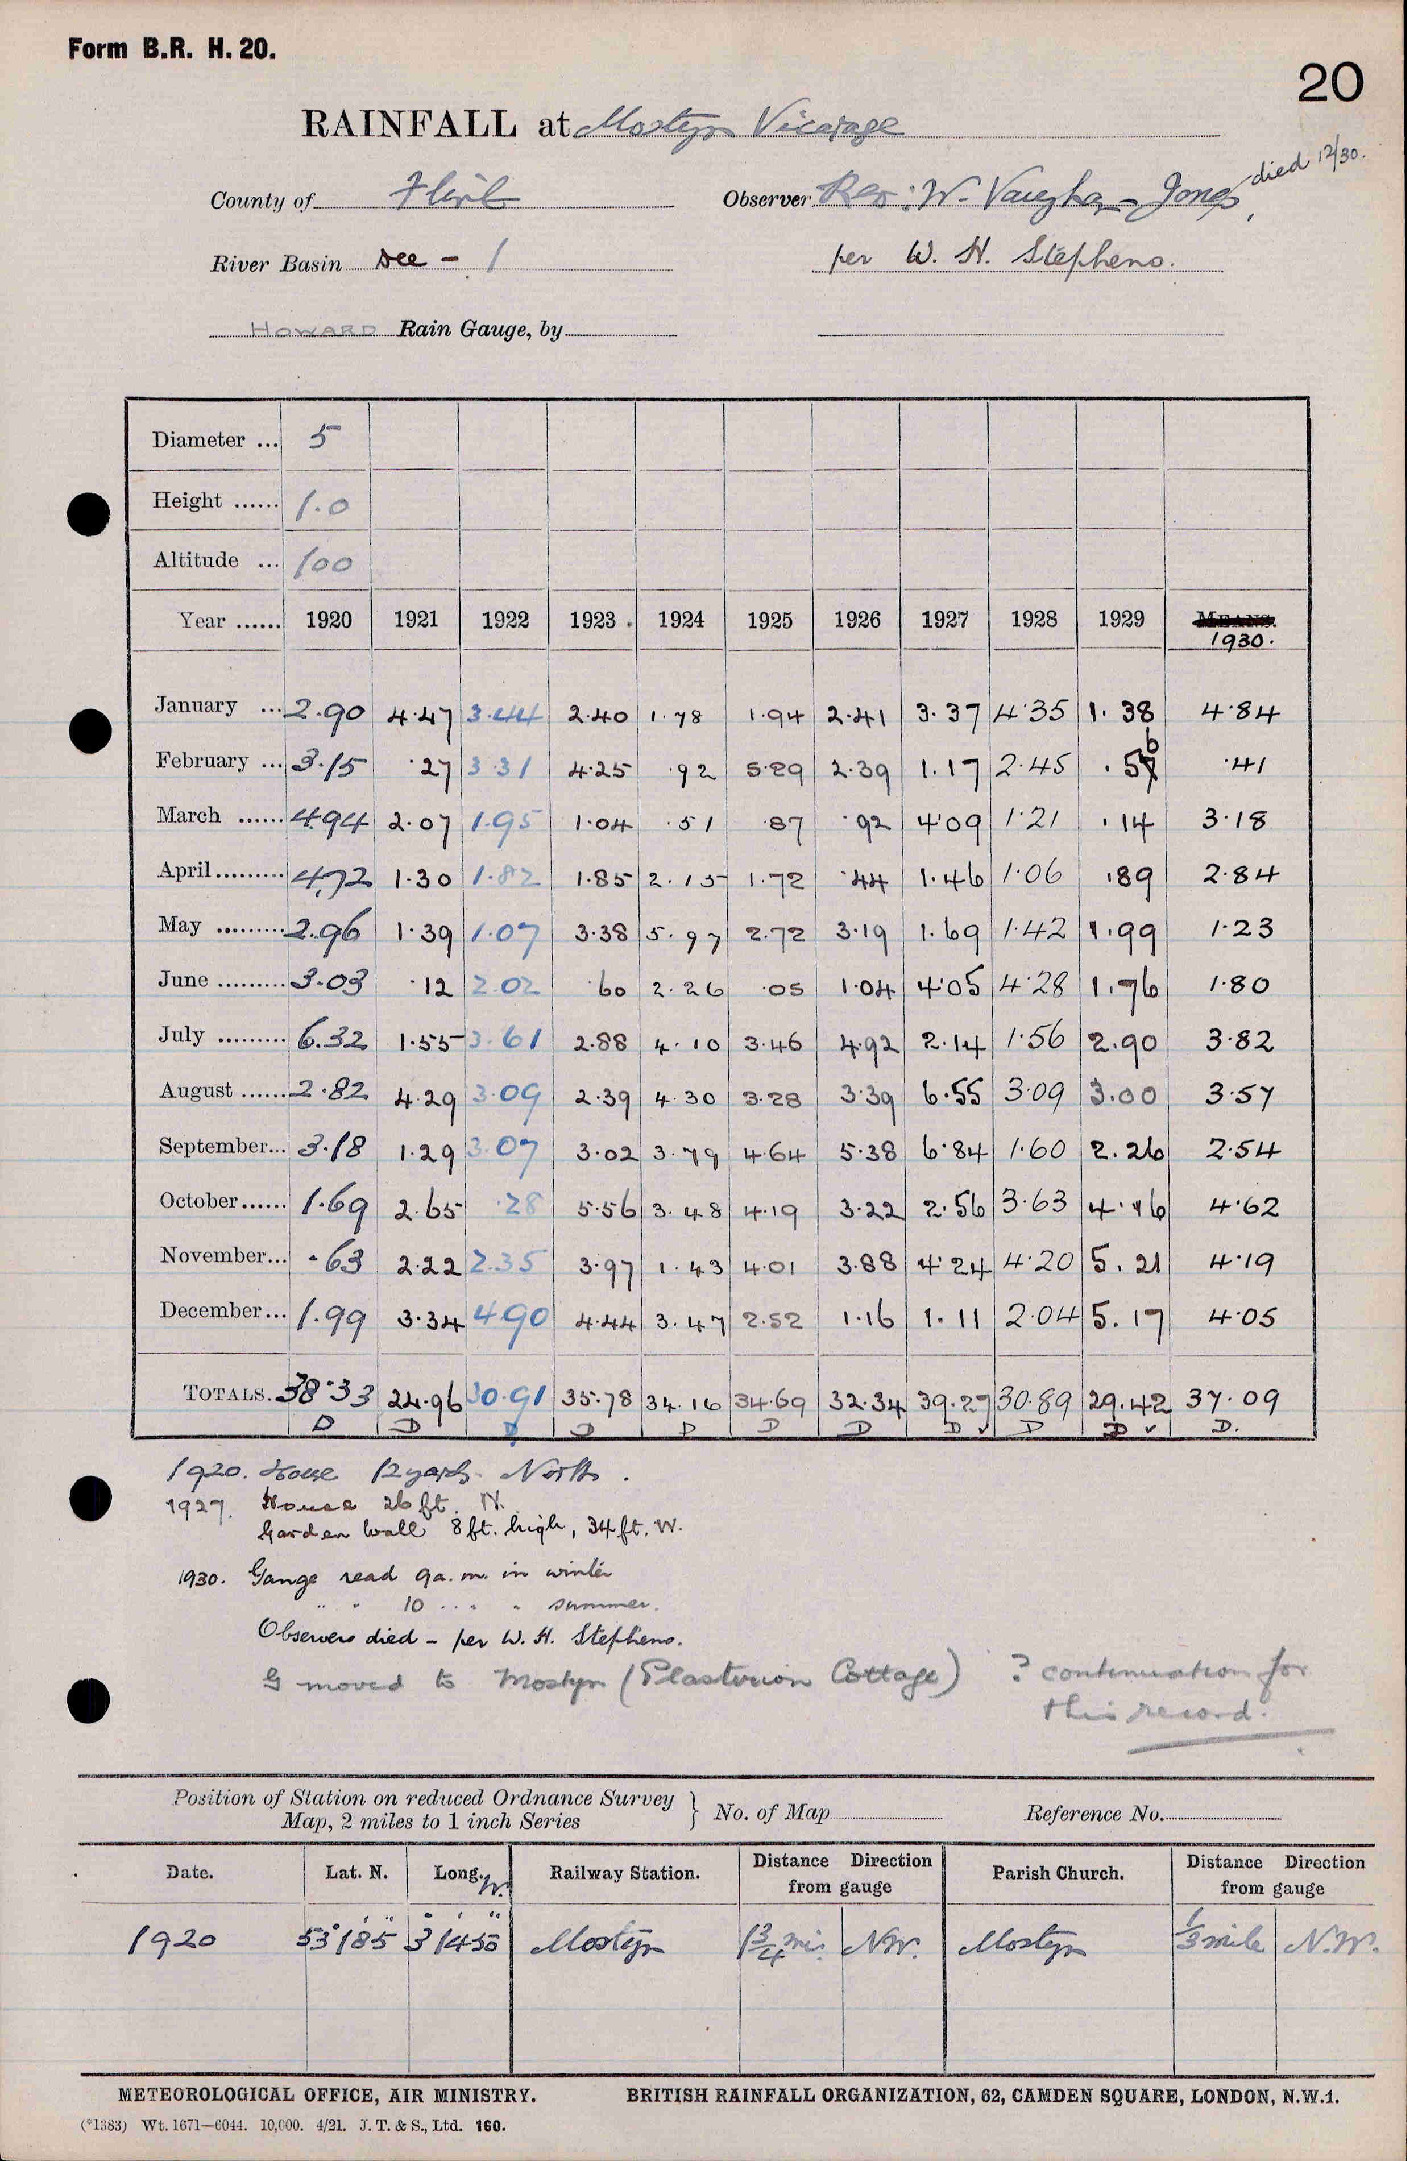 Form B.R. H. 20.
20
RAINFALL at Mostyn Vicarage
died 12/30.
County of Flint Observer Rev: W. Vaughan Jones,
River Basin Dee - 1 per W. H. Stephens.
HOWARD Rain Gauge, by
Diameter ... 5
Height ...... 1.0
Altitude ... 100
Year ...... 1920 1921 1922 1923 . 1924 1925 1926 1927 1928 1929 MEANS.
1930.
January ... 2.90 4.47 3.44 2.40 1.78 1.94 2.41 3.37 4.35 1.38 4.84
6
February ... 3.15 .27 3.31 4.25 .92 5.29 2.39 1.17 2.45 .57 .41
March ...... 4.94 2.07 1.95 1.04 .51 .87 .92 4.09 1.21 .14 3.18
April ......... 4.72 1.30 1.82 1.85 2.15 1.72 .44 1.46 1.06 .89 2.84
May ......... 2.96 1.39 1.07 3.38 5.97 2.72 3.19 1.69 1.42 1.99 1.23
June ......... 3.03 .12 2.02 .60 2.26 .05 1.04 4.05 4.28 1.76 1.80
July ......... 6.32 1.55 3.61 2.88 4.10 3.46 4.92 2.14 1.56 2.90 3.82
August ...... 2.82 4.29 3.09 2.39 4.30 3.28 3.39 6.55 3.09 3.00 3.57
September... 3.18 1.29 3.07 3.02 3.79 4.64 5.38 6.84 1.60 2.26 2.54
October...... 1.69 2.65 .28 5.56 3.48 4.19 3.22 2.56 3.63 4.16 4.62
November... .63 2.22 2.35 3.97 1.43 4.01 3.88 4.24 4.20 5.21 4.19
December... 1.99 3.34 4.90 4.44 3.47 2.52 1.16 1.11 2.04 5.17 4.05
TOTALS. 38.33 24.96 30.91 35.78 34.16 34.69 32.34 39.27 30.89 29.42 37.09
D D D D D D D D ✓ D D ✓ D.
1920. House 12 yards North.
1927. House 26 ft. N.
Garden wall 8 ft. high, 34 ft. W.
1930. Gauge read 9 a.m. in winter
" " 10 " " " summer.
Observer died - per W. H. Stephens.
G moved to Mostyn (Plasterion Cottage) ? continuation for
this record.
Position of Station on reduced Ordnance Survey
Map, 2 miles to 1 inch Series } No. of Map Reference No.
Date. Lat. N. Long. W. Railway Station. Distance Direction from gauge Parish Church. Distance Direction from gauge
1920 53° 18' 5" 3° 14' 50" Mostyn 1 3/4 mi. NW. Mostyn 1/3 mile N.W.
METEOROLOGICAL OFFICE, AIR MINISTRY. BRITISH RAINFALL ORGANIZATION, 62, CAMDEN SQUARE, LONDON, N.W.1.
(*1383) Wt. 1671—6044. 10,000. 4/21. J. T. & S., Ltd. 160.